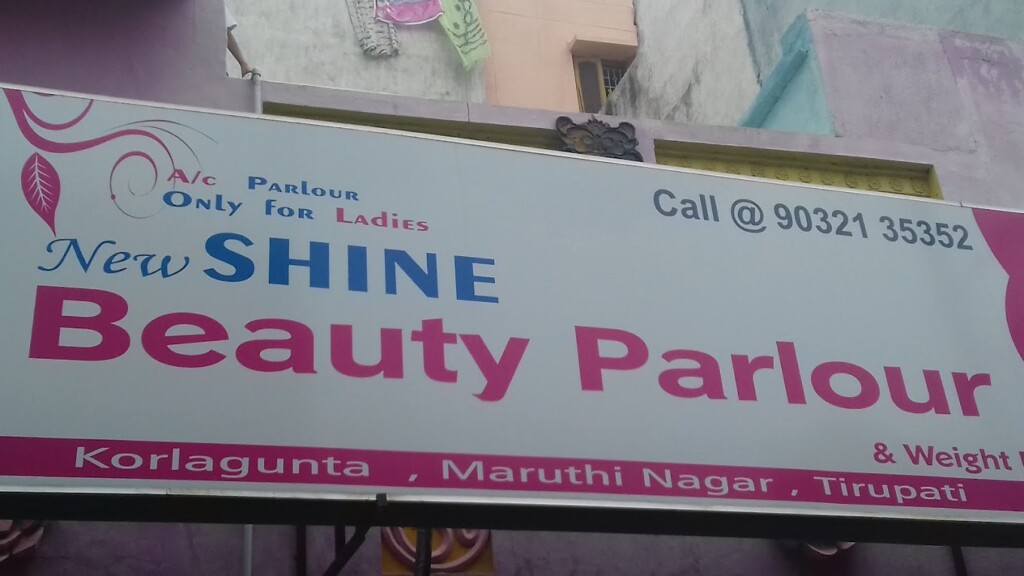 A/c Parlour
Only for Ladies
Call @ 90321 35352
New SHINE
Beauty Parlour
& Weight
Korlagunta , Maruthi Nagar , Tirupati